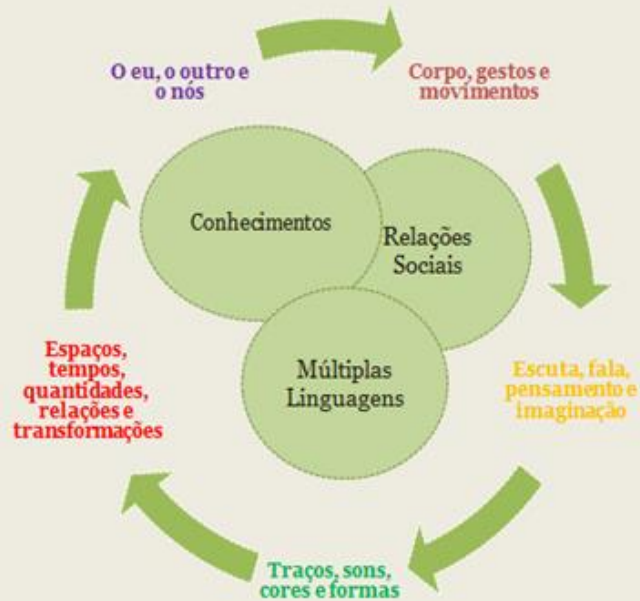 O eu, o outro e
o nós
Corpo, gestos e
movimentos
Conhecimentos
Relações
Sociais
Múltiplas
Linguagens
Escuta, fala,
pensamento e
imaginação
Espaços,
tempos,
quantidades,
relações e
transformações
Traços, sons,
cores e formas